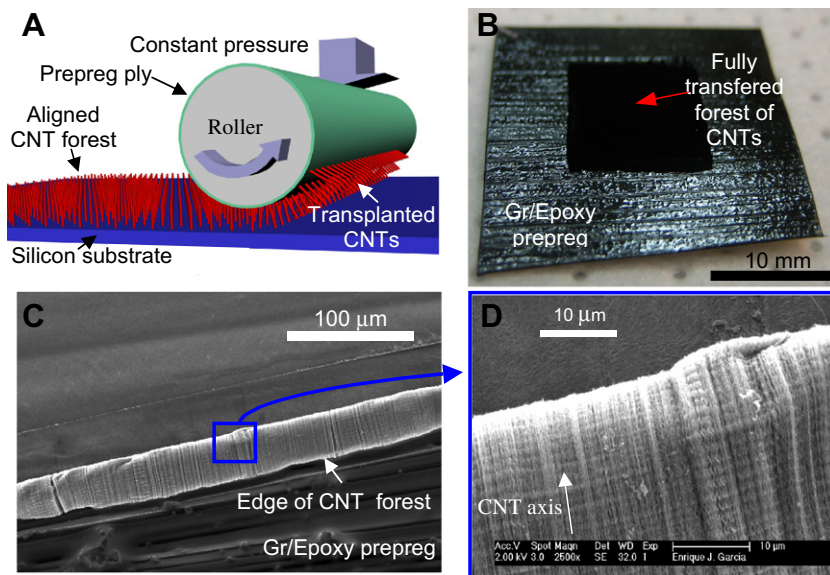 A
Constant pressure
Prepreg ply
Aligned
CNT forest
Roller
Transplanted
CNTs
Silicon substrate
B
Fully
transfered
forest of
CNTs
Gr/Epoxy
prepreg
10 mm
C
100 μm
Edge of CNT forest
Gr/Epoxy prepreg
D
10 μm
CNT axis
Acc.V Spot Magn Det WD Exp
2.00 kV 3.0 2500x SE 32.0 1 Enrique J. Garcia
10 μm